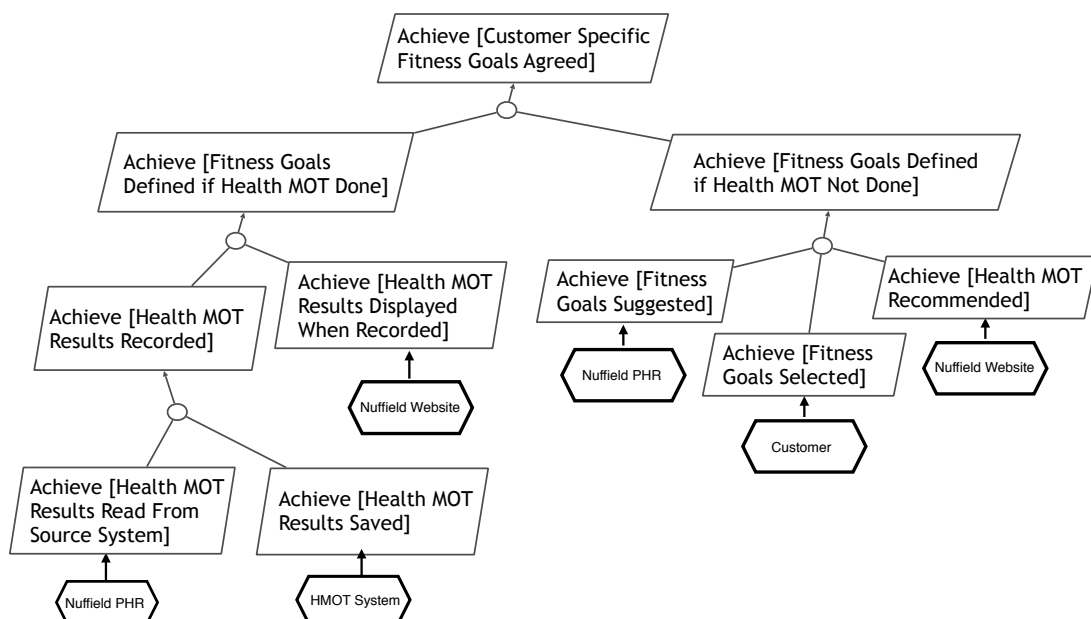 Achieve [Customer Specific
Fitness Goals Agreed]
Achieve [Fitness Goals
Defined if Health MOT Done]
Achieve [Fitness Goals Defined
if Health MOT Not Done]
Achieve [Health MOT
Results Recorded]
Achieve [Health MOT
Results Displayed
When Recorded]
Nuffield Website
Achieve [Fitness
Goals Suggested]
Nuffield PHR
Achieve [Fitness
Goals Selected]
Customer
Achieve [Health MOT
Recommended]
Nuffield Website
Achieve [Health MOT
Results Read From
Source System]
Nuffield PHR
Achieve [Health MOT
Results Saved]
HMOT System